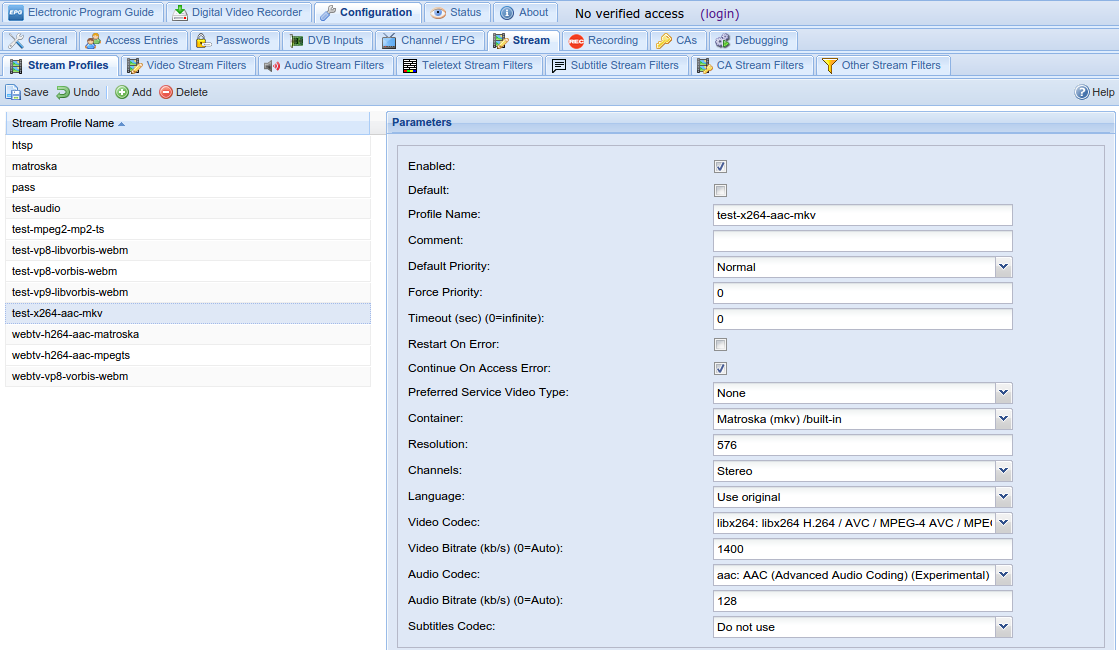 EPG Electronic Program Guide Digital Video Recorder Configuration Status About No verified access (login)
General Access Entries Passwords DVB Inputs Channel / EPG Stream REC Recording CAs Debugging
Stream Profiles Video Stream Filters Audio Stream Filters Teletext Stream Filters Subtitle Stream Filters CA Stream Filters Other Stream Filters
Save Undo Add Delete Help
Stream Profile Name
htsp
matroska
pass
test-audio
test-mpeg2-mp2-ts
test-vp8-libvorbis-webm
test-vp8-vorbis-webm
test-vp9-libvorbis-webm
test-x264-aac-mkv
webtv-h264-aac-matroska
webtv-h264-aac-mpegts
webtv-vp8-vorbis-webm
Parameters
Enabled:
Default:
Profile Name: test-x264-aac-mkv
Comment:
Default Priority: Normal
Force Priority: 0
Timeout (sec) (0=infinite): 0
Restart On Error:
Continue On Access Error:
Preferred Service Video Type: None
Container: Matroska (mkv) /built-in
Resolution: 576
Channels: Stereo
Language: Use original
Video Codec: libx264: libx264 H.264 / AVC / MPEG-4 AVC / MPE
Video Bitrate (kb/s) (0=Auto): 1400
Audio Codec: aac: AAC (Advanced Audio Coding) (Experimental)
Audio Bitrate (kb/s) (0=Auto): 128
Subtitles Codec: Do not use